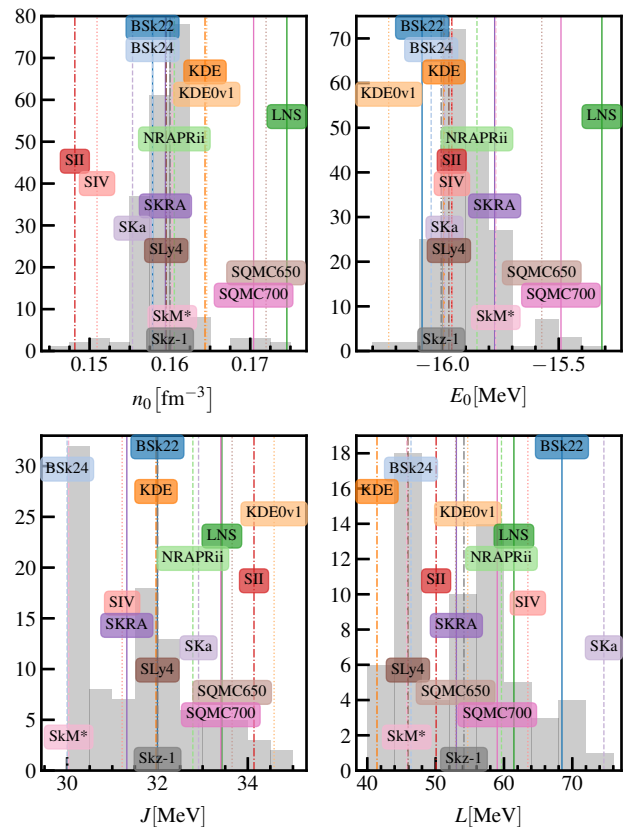 80
70
60
50
40
30
20
10
0
BSk22
BSk24
KDE
KDE0v1
LNS
NRAPRii
SII
SIV
SKRA
SKa
SLy4
SQMC650
SQMC700
SkM*
Skz-1
0.15 0.16 0.17
n₀ [fm⁻³]
70
60
50
40
30
20
10
0
BSk22
BSk24
KDE
KDE0v1
LNS
NRAPRii
SII
SIV
SKRA
SKa
SLy4
SQMC650
SQMC700
SkM*
Skz-1
−16.0 −15.5
E₀[MeV]
30
25
20
15
10
5
0
BSk22
BSk24
KDE
KDE0v1
LNS
NRAPRii
SII
SIV
SKRA
SKa
SLy4
SQMC650
SQMC700
SkM*
Skz-1
30 32 34
J[MeV]
18
16
14
12
10
8
6
4
2
0
BSk22
BSk24
KDE
KDE0v1
LNS
NRAPRii
SII
SIV
SKRA
SKa
SLy4
SQMC650
SQMC700
SkM*
Skz-1
40 50 60 70
L[MeV]